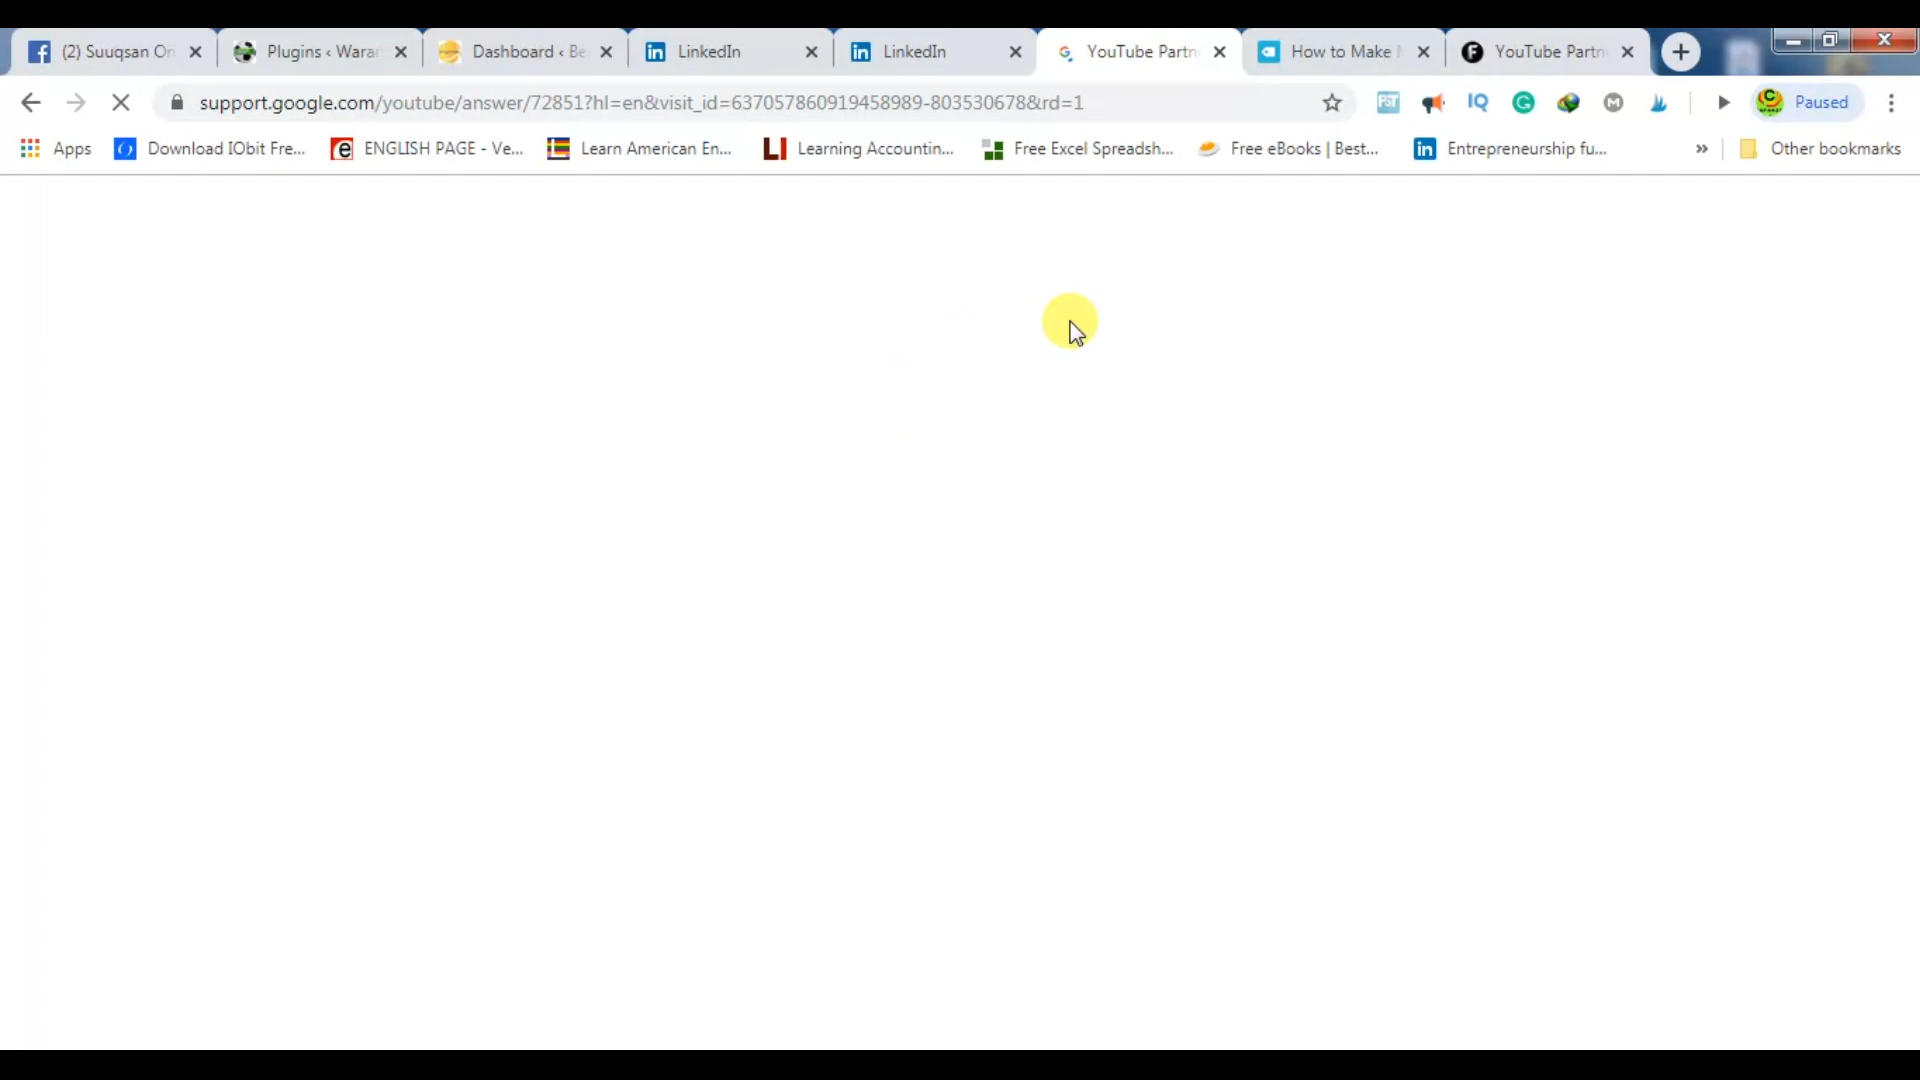 (2) Suuqsan On
Plugins ‹ Wara
Dashboard ‹ Be
LinkedIn
LinkedIn
YouTube Partn
How to Make
YouTube Partn
support.google.com/youtube/answer/72851?hl=en&visit_id=637057860919458989-803530678&rd=1
PST
IQ
Paused
Apps
Download IObit Fre...
ENGLISH PAGE - Ve...
Learn American En...
Learning Accountin...
Free Excel Spreadsh...
Free eBooks | Best...
Entrepreneurship fu...
»
Other bookmarks